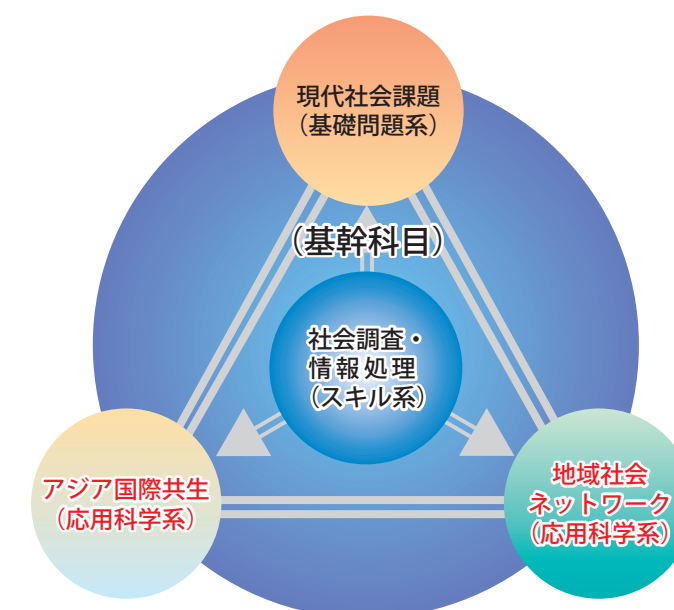 現代社会課題
（基礎問題系）
（基幹科目）
社会調査・
情報処理
（スキル系）
アジア国際共生
（応用科学系）
地域社会
ネットワーク
（応用科学系）